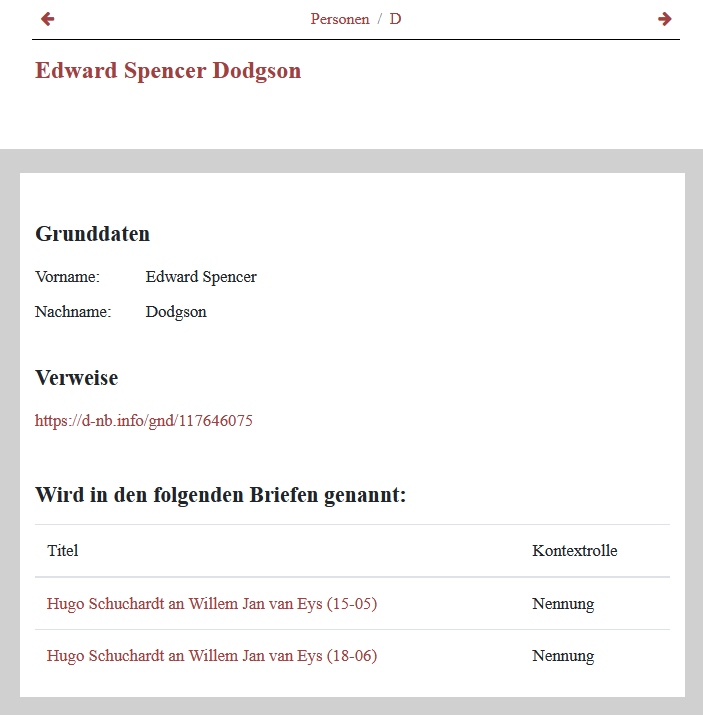 Personen / D
Edward Spencer Dodgson
Grunddaten
Vorname: Edward Spencer
Nachname: Dodgson
Verweise
https://d-nb.info/gnd/117646075
Wird in den folgenden Briefen genannt:
Titel Kontextrolle
Hugo Schuchardt an Willem Jan van Eys (15-05) Nennung
Hugo Schuchardt an Willem Jan van Eys (18-06) Nennung